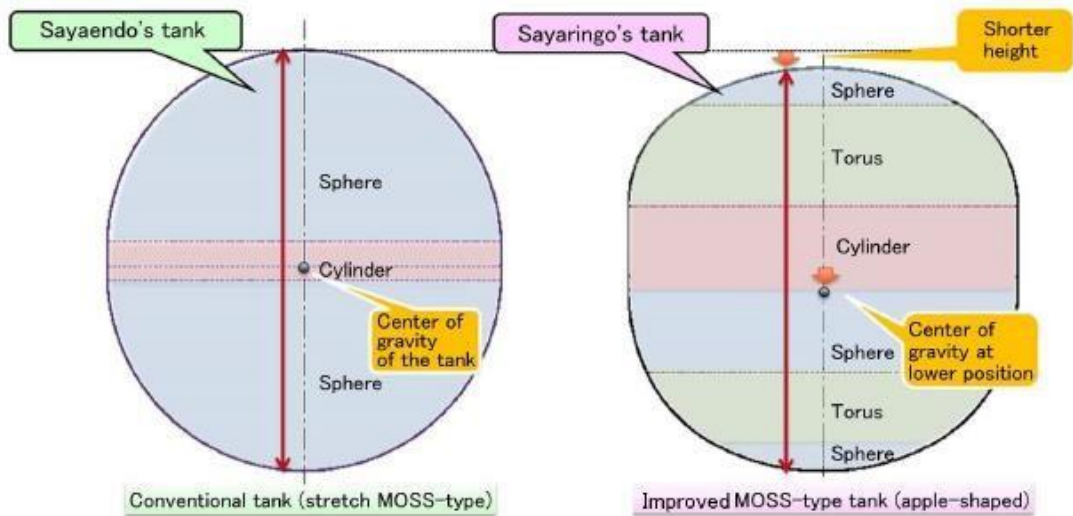 Sayaendo's tank
Sphere
Cylinder
Center of
gravity
of the tank
Sphere
Conventional tank (stretch MOSS-type)
Sayaringo's tank
Shorter
height
Sphere
Torus
Cylinder
Center of
gravity at
lower position
Sphere
Torus
Sphere
Improved MOSS-type tank (apple-shaped)